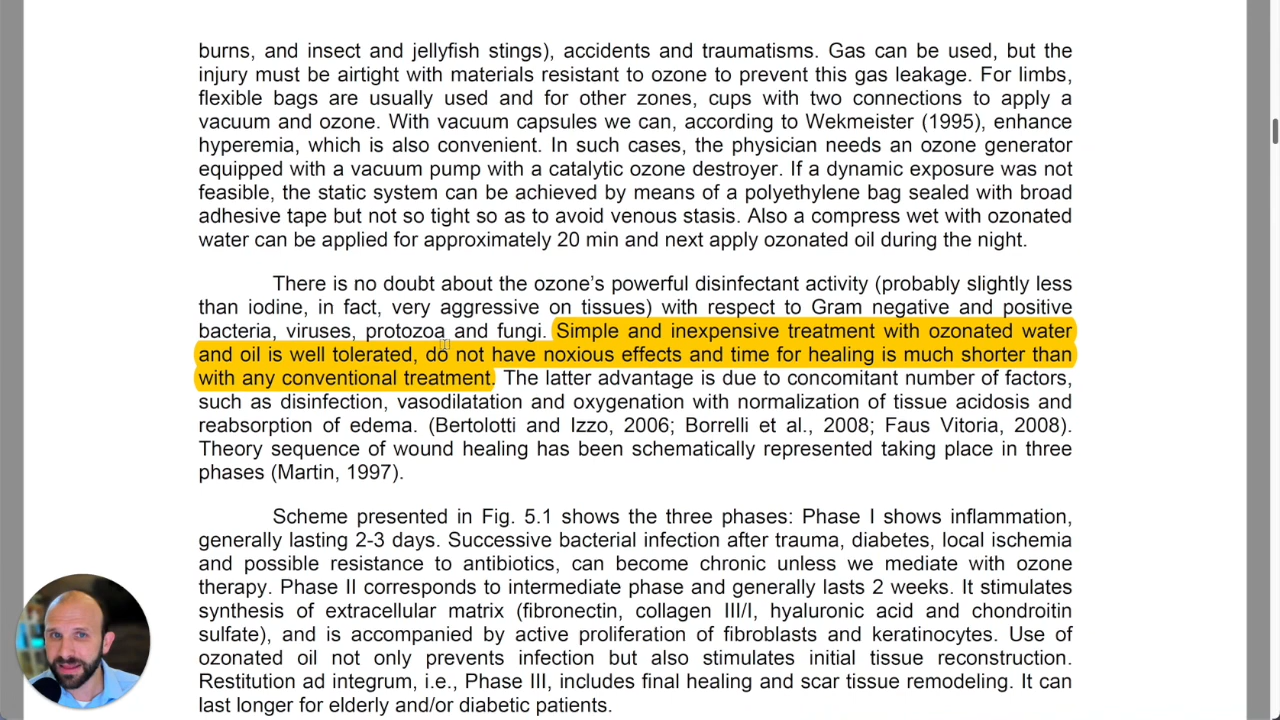 burns, and insect and jellyfish stings), accidents and traumatisms. Gas can be used, but the
injury must be airtight with materials resistant to ozone to prevent this gas leakage. For limbs,
flexible bags are usually used and for other zones, cups with two connections to apply a
vacuum and ozone. With vacuum capsules we can, according to Wekmeister (1995), enhance
hyperemia, which is also convenient. In such cases, the physician needs an ozone generator
equipped with a vacuum pump with a catalytic ozone destroyer. If a dynamic exposure was not
feasible, the static system can be achieved by means of a polyethylene bag sealed with broad
adhesive tape but not so tight so as to avoid venous stasis. Also a compress wet with ozonated
water can be applied for approximately 20 min and next apply ozonated oil during the night.
There is no doubt about the ozone's powerful disinfectant activity (probably slightly less
than iodine, in fact, very aggressive on tissues) with respect to Gram negative and positive
bacteria, viruses, protozoa and fungi. Simple and inexpensive treatment with ozonated water
and oil is well tolerated, do not have noxious effects and time for healing is much shorter than
with any conventional treatment. The latter advantage is due to concomitant number of factors,
such as disinfection, vasodilatation and oxygenation with normalization of tissue acidosis and
reabsorption of edema. (Bertolotti and Izzo, 2006; Borrelli et al., 2008; Faus Vitoria, 2008).
Theory sequence of wound healing has been schematically represented taking place in three
phases (Martin, 1997).
Scheme presented in Fig. 5.1 shows the three phases: Phase I shows inflammation,
generally lasting 2-3 days. Successive bacterial infection after trauma, diabetes, local ischemia
and possible resistance to antibiotics, can become chronic unless we mediate with ozone
therapy. Phase II corresponds to intermediate phase and generally lasts 2 weeks. It stimulates
synthesis of extracellular matrix (fibronectin, collagen III/I, hyaluronic acid and chondroitin
sulfate), and is accompanied by active proliferation of fibroblasts and keratinocytes. Use of
ozonated oil not only prevents infection but also stimulates initial tissue reconstruction.
Restitution ad integrum, i.e., Phase III, includes final healing and scar tissue remodeling. It can
last longer for elderly and/or diabetic patients.